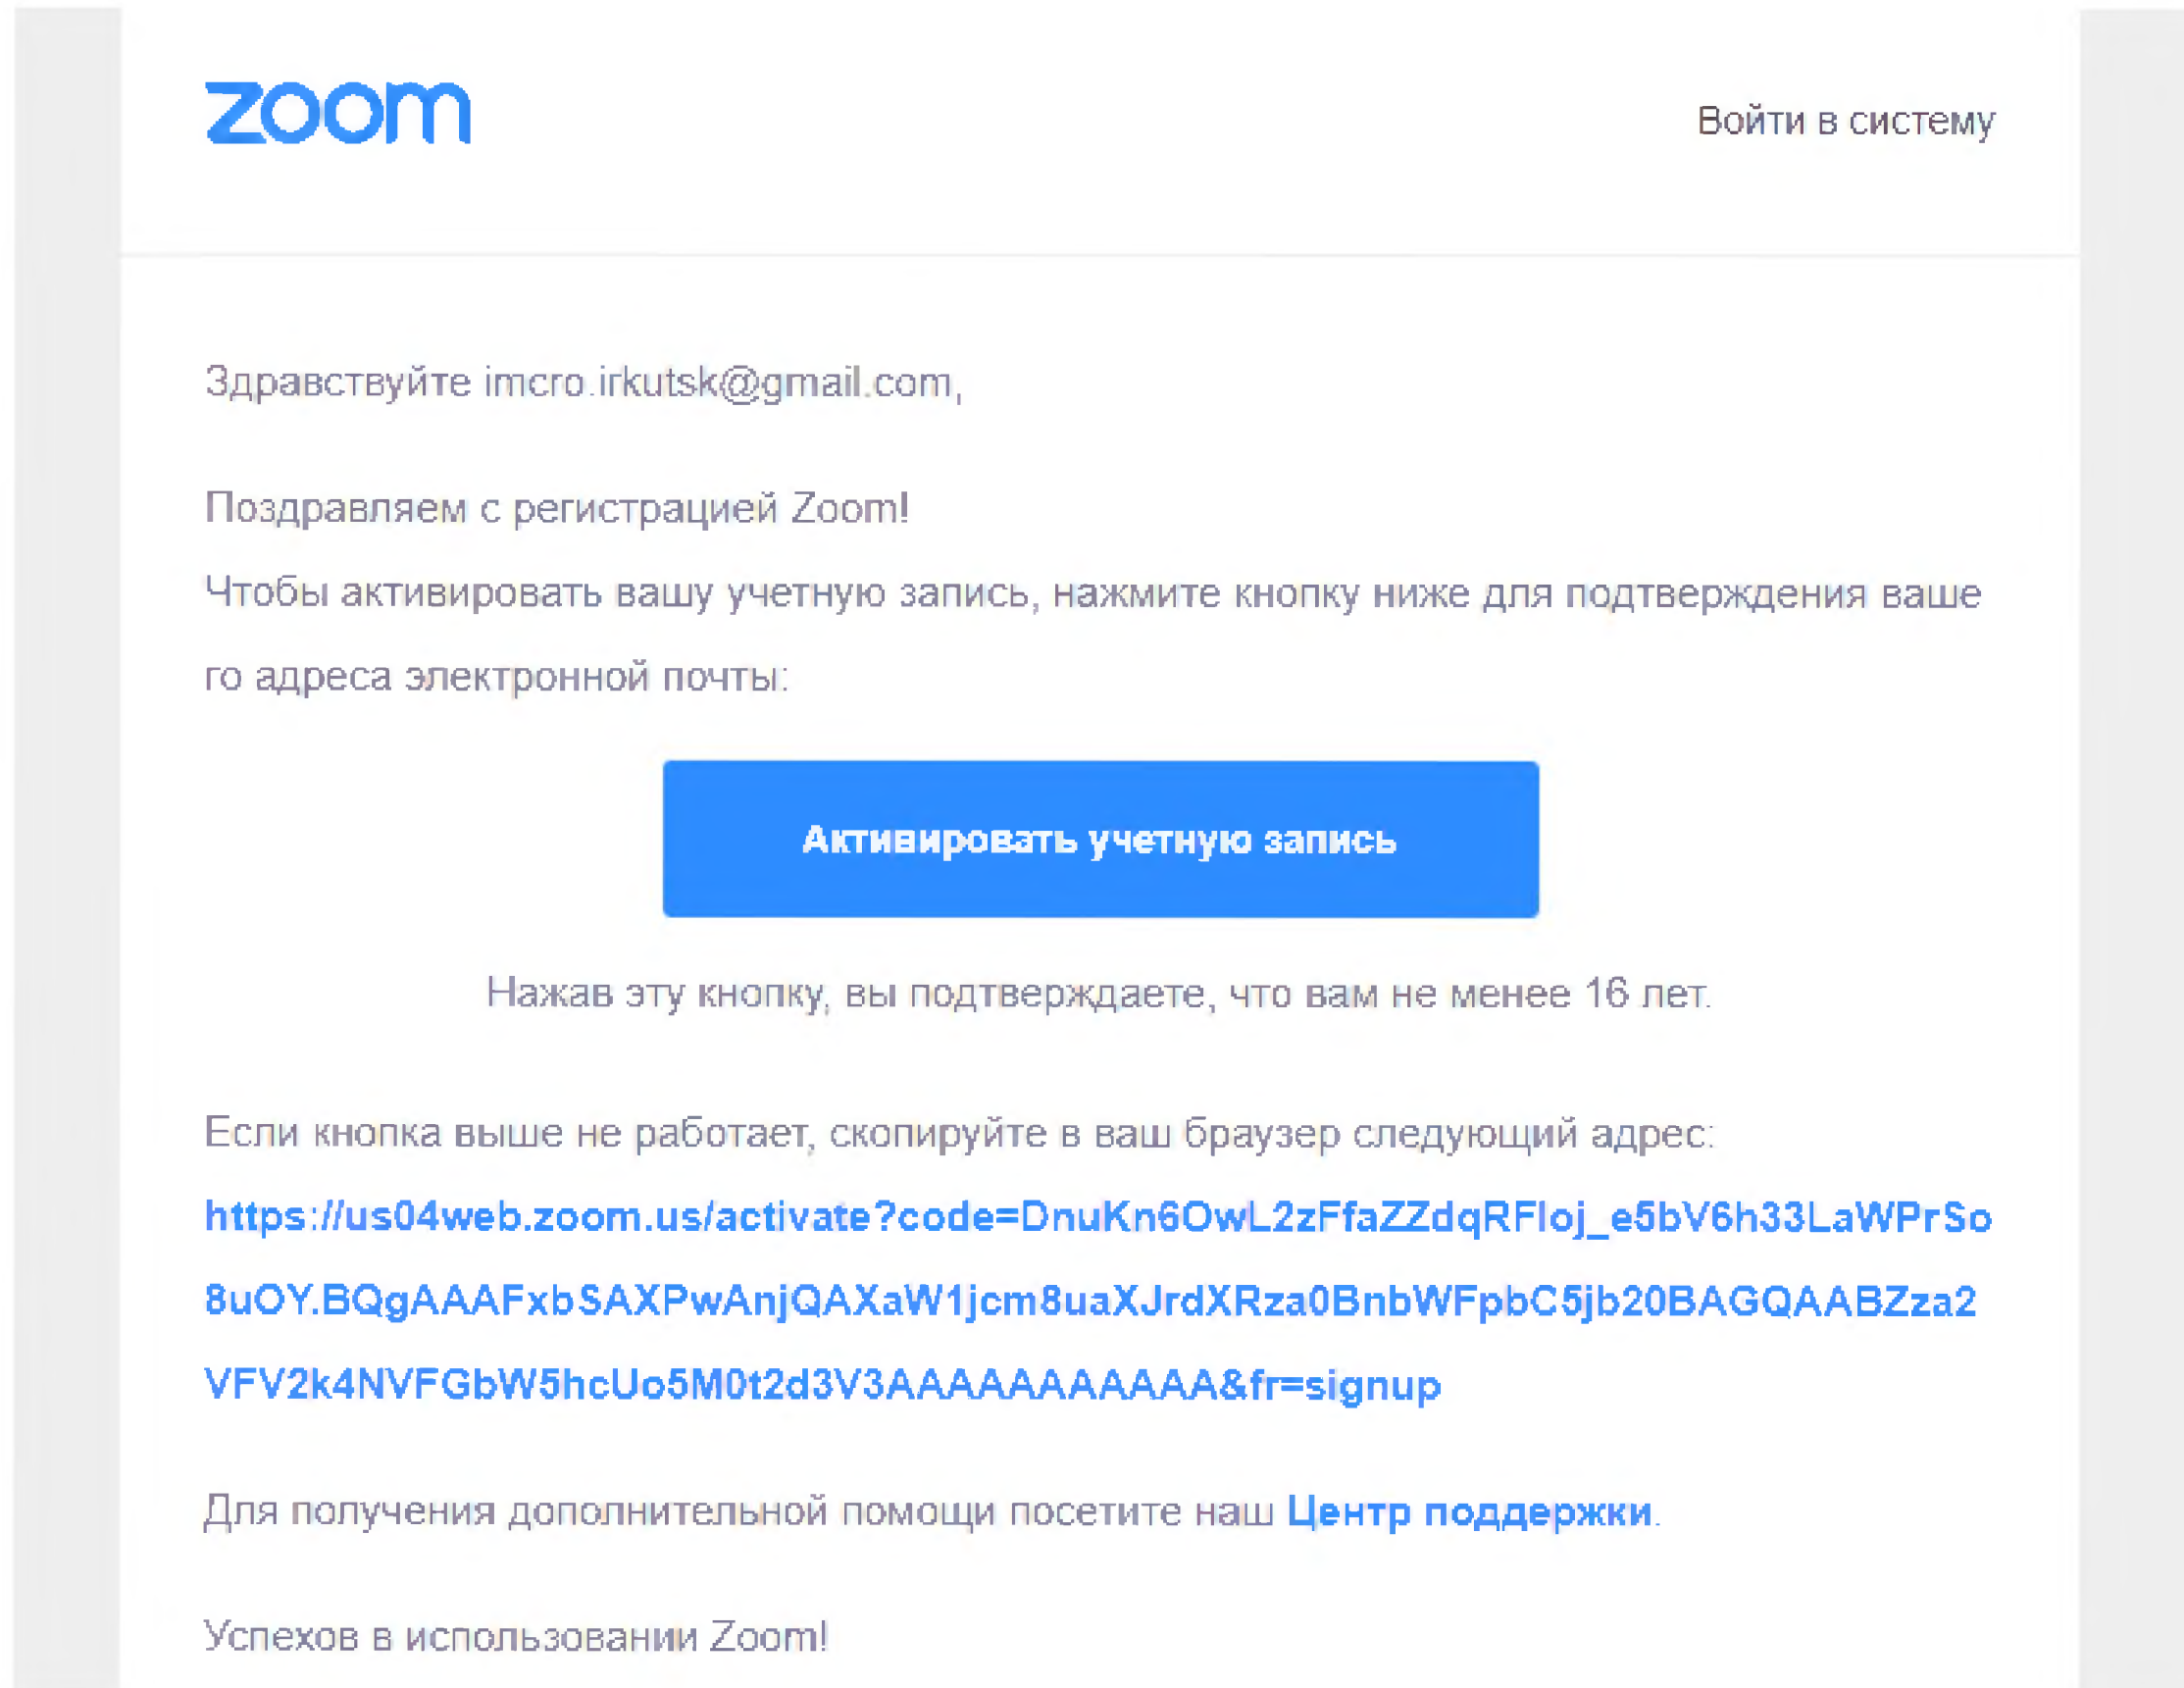 zoom
Войти в систему
Здравствуйте imcro.irkutsk@gmail.com,
Поздравляем с регистрацией Zoom!
Чтобы активировать вашу учетную запись, нажмите кнопку ниже для подтверждения ваше
го адреса электронной почты:
Активировать учетную запись
Нажав эту кнопку, вы подтверждаете, что вам не менее 16 лет.
Если кнопка выше не работает, скопируйте в ваш браузер следующий адрес:
https://us04web.zoom.us/activate?code=DnuKn6OwL2zFfaZZdqRFloj_e5bV6h33LaWPrSo
8uOY.BQgAAAFxbSAXPwAnjQAXaW1jcm8uaXJrdXRza0BnbWFpbC5jb20BAGQAABZza2
VFV2k4NVFGbW5hcUo5M0t2d3V3AAAAAAAAAAA&fr=signup
Для получения дополнительной помощи посетите наш Центр поддержки.
Успехов в использовании Zoom!